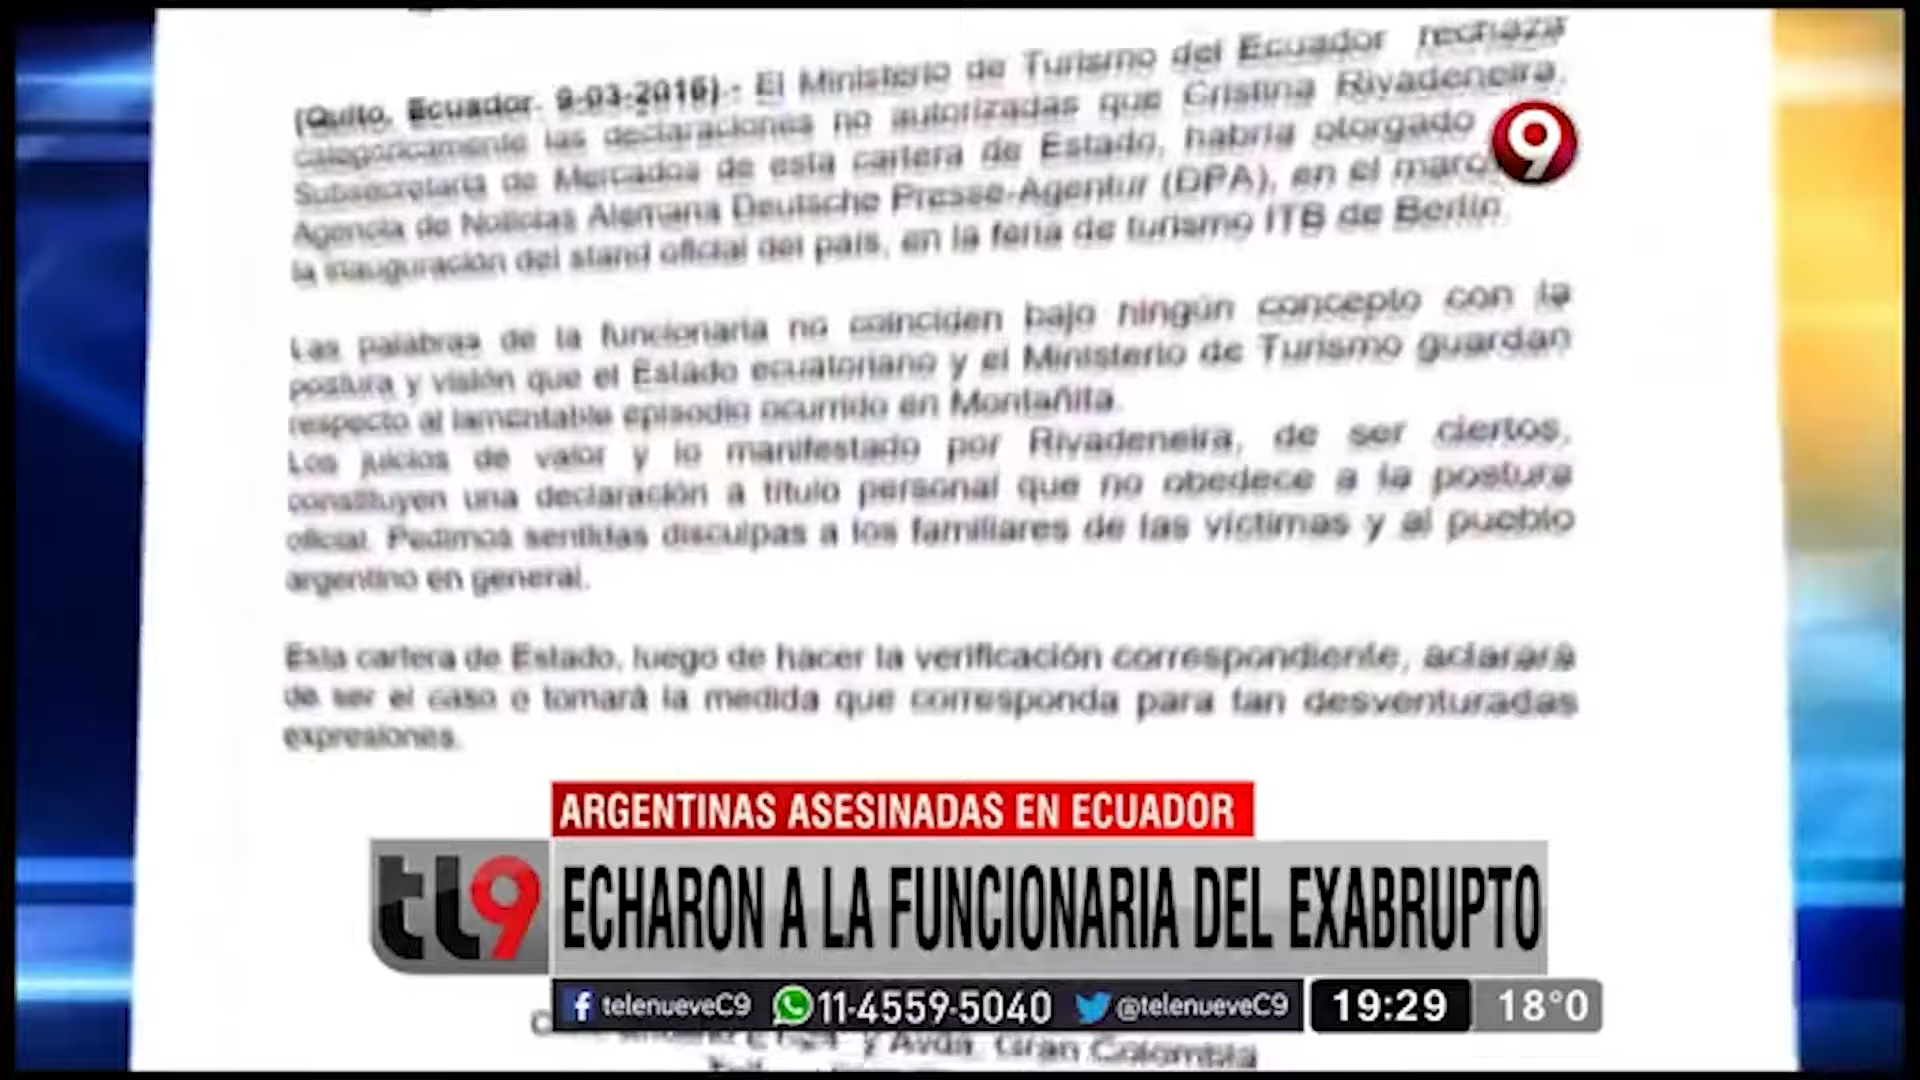 (Quito, Ecuador. 9-03-2016).- El Ministerio de Turismo del Ecuador rechaza
categóricamente las declaraciones no autorizadas que Cristina Rivadeneira,
Subsecretaria de Mercados de esta cartera de Estado, habría otorgado
Agencia de Noticias Alemana Deutsche Presse-Agentur (DPA), en el marc
la inauguración del stand oficial del país, en la feria de turismo ITB de Berlín.
9
Las palabras de la funcionaria no coinciden bajo ningún concepto con la
postura y visión que el Estado ecuatoriano y el Ministerio de Turismo guardan
respecto al lamentable episodio ocurrido en Montañita.
Los juicios de valor y lo manifestado por Rivadeneira, de ser ciertos,
constituyen una declaración a título personal que no obedece a la postura
oficial. Pedimos sentidas disculpas a los familiares de las víctimas y al pueblo
argentino en general.
Esta cartera de Estado, luego de hacer la verificación correspondiente, aclarará
de ser el caso o tomará la medida que corresponda para tan desventuradas
expresiones.
ARGENTINAS ASESINADAS EN ECUADOR
tl9 ECHARON A LA FUNCIONARIA DEL EXABRUPTO
telenueveC9 11-4559-5040 @telenueveC9 19:29 18°0
y Avda. Gran Colombia